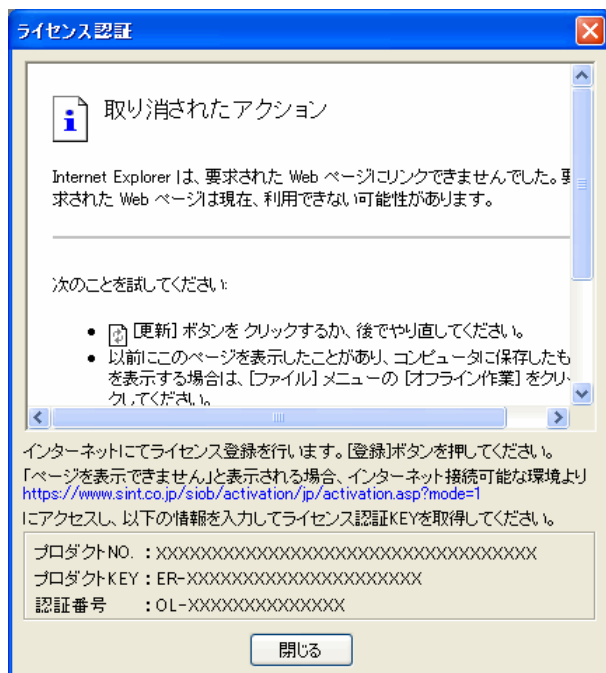 ライセンス認証
取り消されたアクション
Internet Explorer は、要求された Web ページにリンクできませんでした。要
求された Web ページは現在、利用できない可能性があります。
次のことを試してください:
● [更新] ボタンを クリックするか、後でやり直してください。
● 以前にこのページを表示したことがあり、コンピュータに保存したも
を表示する場合は、[ファイル] メニューの [オフライン作業] をクリ
クしてください。
インターネットにてライセンス登録を行います。[登録]ボタンを押してください。
「ページを表示できません」と表示される場合、インターネット接続可能な環境より
https://www.sint.co.jp/siob/activation/jp/activation.asp?mode=1
にアクセスし、以下の情報を入力してライセンス認証KEYを取得してください。
プロダクトNO. : XXXXXXXXXXXXXXXXXXXXXXXXXXXXXXXXXX
プロダクトKEY : ER-XXXXXXXXXXXXXXXXXXXXX
認証番号 : OL-XXXXXXXXXXXXXX
閉じる